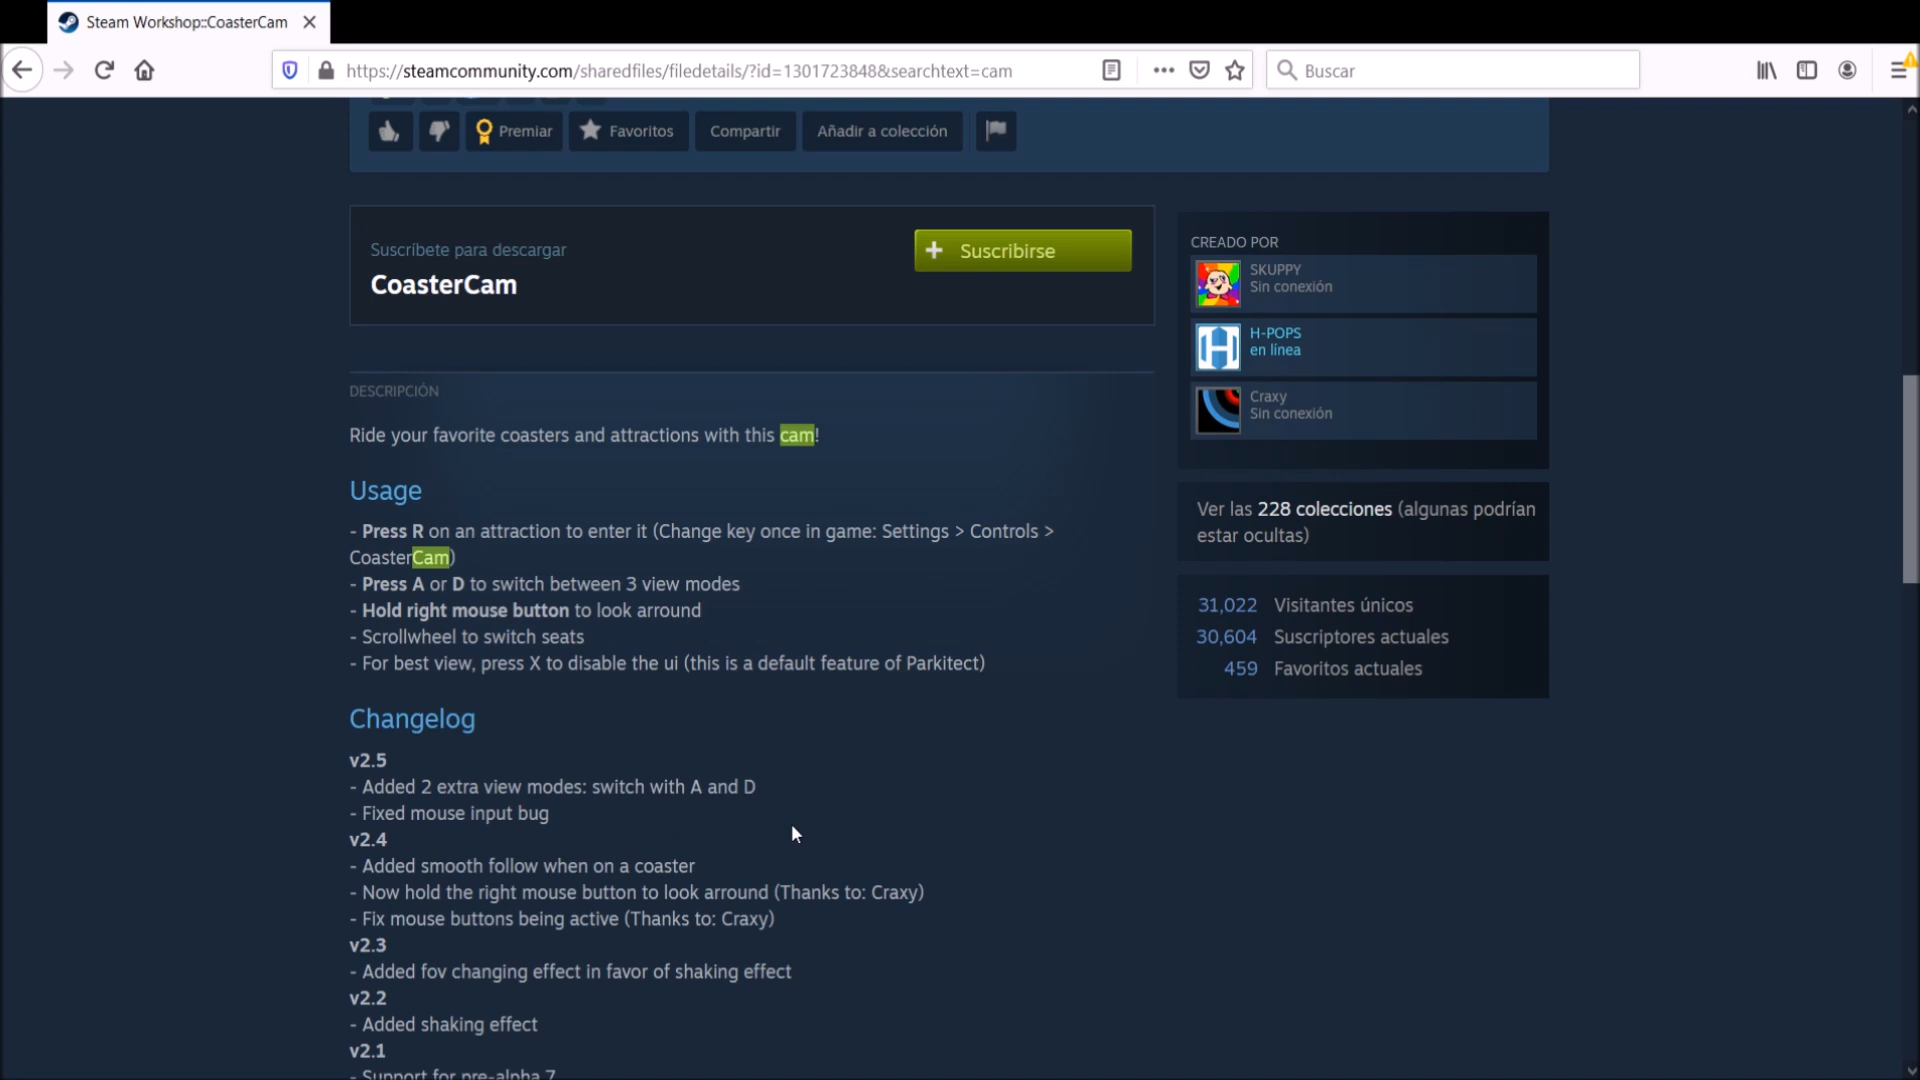 Steam Workshop::CoasterCam
https://steamcommunity.com/sharedfiles/filedetails/?id=1301723848&searchtext=cam
Buscar
Premiar
Favoritos
Compartir
Añadir a colección
Suscríbete para descargar
CoasterCam
Suscribirse
DESCRIPCIÓN
Ride your favorite coasters and attractions with this cam!
Usage
- Press R on an attraction to enter it (Change key once in game: Settings > Controls >
CoasterCam)
- Press A or D to switch between 3 view modes
- Hold right mouse button to look arround
- Scrollwheel to switch seats
- For best view, press X to disable the ui (this is a default feature of Parkitect)
Changelog
v2.5
- Added 2 extra view modes: switch with A and D
- Fixed mouse input bug
v2.4
- Added smooth follow when on a coaster
- Now hold the right mouse button to look arround (Thanks to: Craxy)
- Fix mouse buttons being active (Thanks to: Craxy)
v2.3
- Added fov changing effect in favor of shaking effect
v2.2
- Added shaking effect
v2.1
- Support for pre-alpha 7
CREADO POR
SKUPPY
Sin conexión
H-POPS
en línea
Craxy
Sin conexión
Ver las 228 colecciones (algunas podrían
estar ocultas)
31,022 Visitantes únicos
30,604 Suscriptores actuales
459 Favoritos actuales